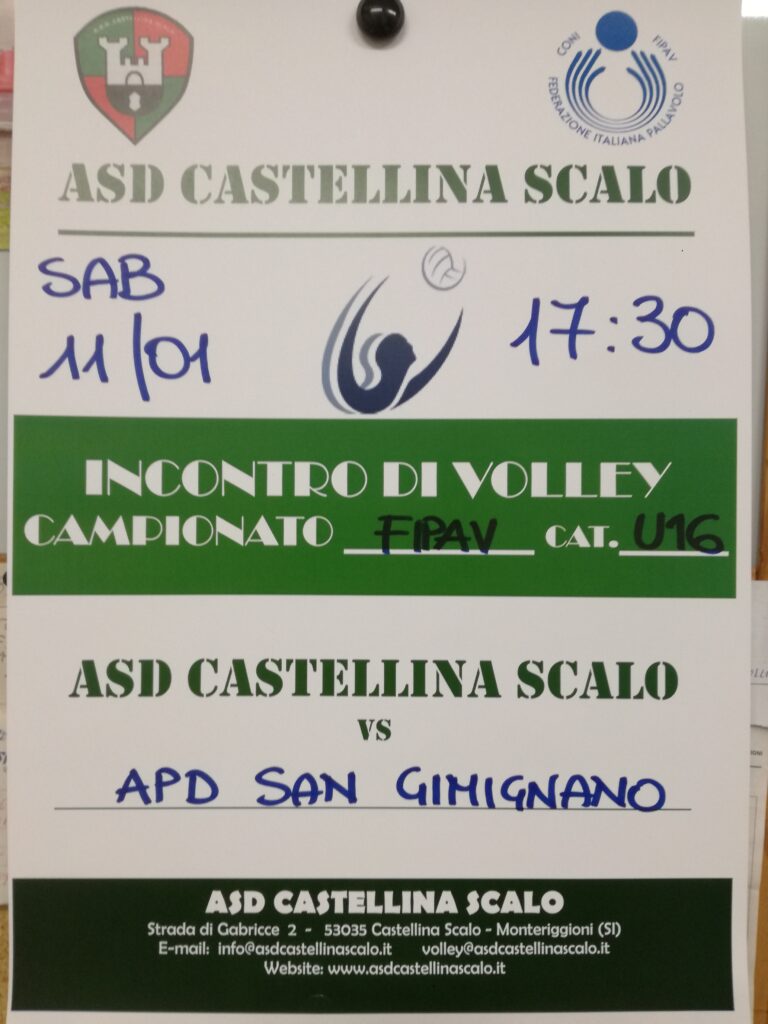 A.S.D. CASTELLINA SCALO
CONI FIPAV
FEDERAZIONE ITALIANA PALLAVOLO
ASD CASTELLINA SCALO
SAB
11/01
17:30
INCONTRO DI VOLLEY
CAMPIONATO FIPAV CAT. U16
ASD CASTELLINA SCALO
VS
APD SAN GIMIGNANO
ASD CASTELLINA SCALO
Strada di Gabricce 2 - 53035 Castellina Scalo - Monteriggioni (SI)
E-mail: info@asdcastellinascalo.it volley@asdcastellinascalo.it
Website: www.asdcastellinascalo.it